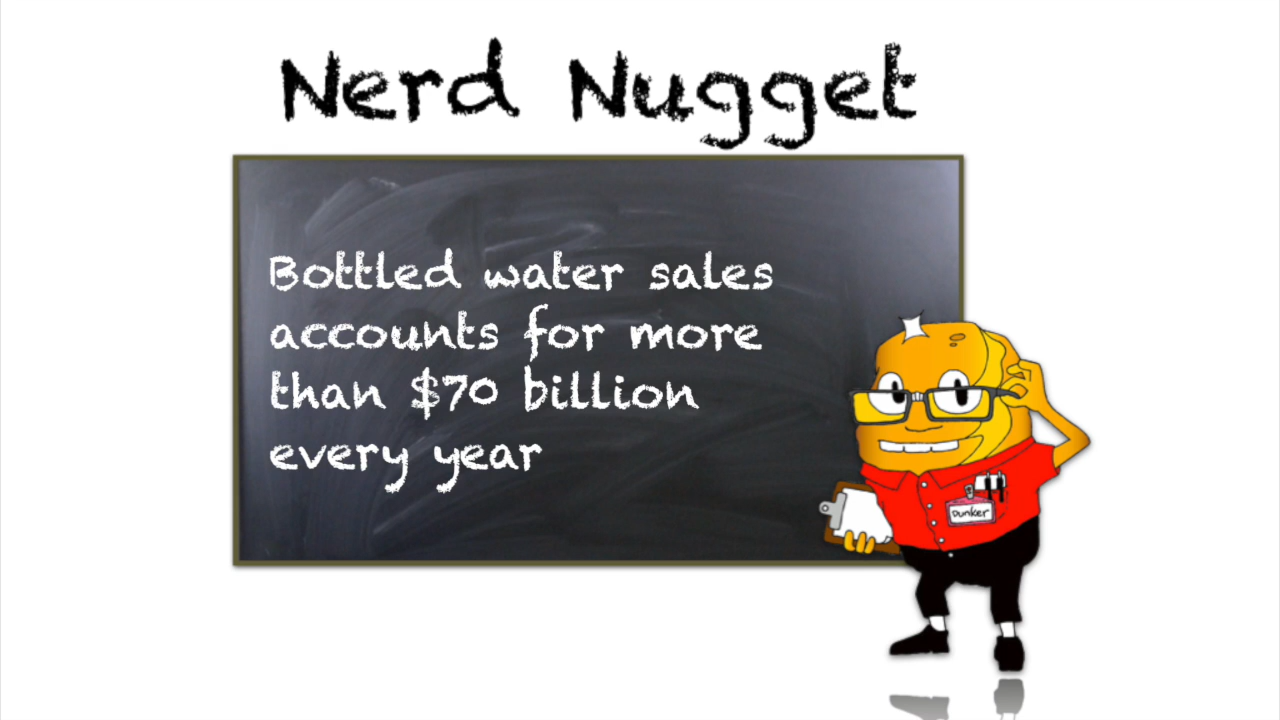 Nerd Nugget
Bottled water sales
accounts for more
than $70 billion
every year
Dunker